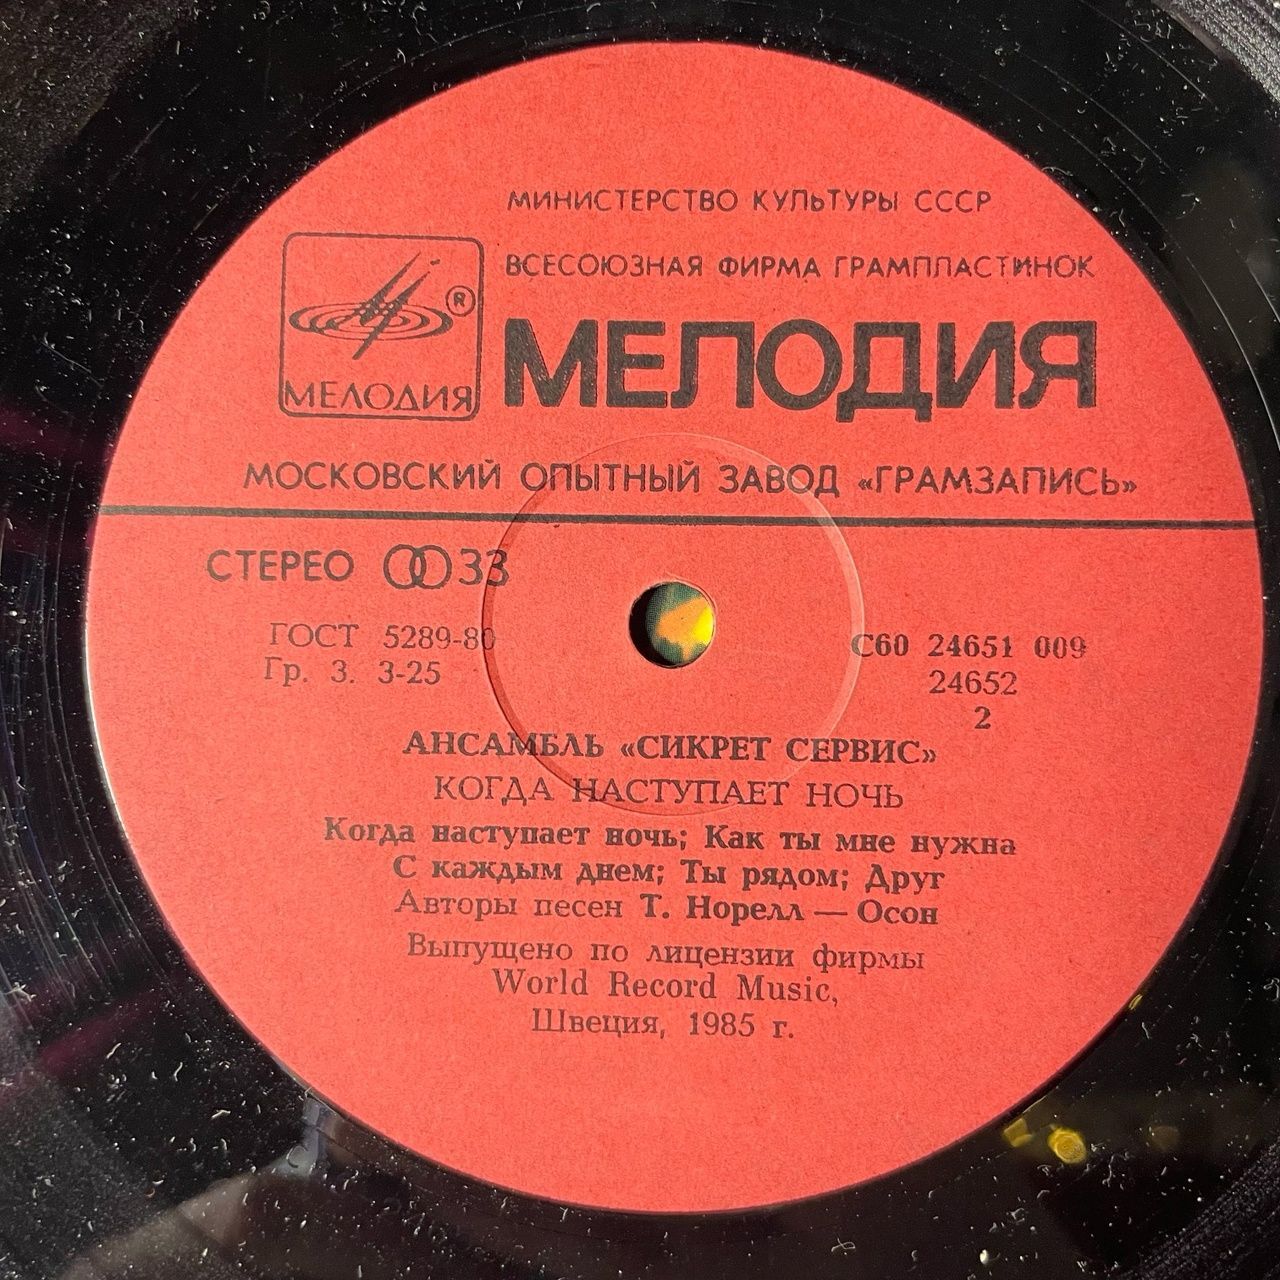 МИНИСТЕРСТВО КУЛЬТУРЫ СССР
ВСЕСОЮЗНАЯ ФИРМА ГРАМПЛАСТИНОК
®
МЕЛОДИЯ
МЕЛОДИЯ
МОСКОВСКИЙ ОПЫТНЫЙ ЗАВОД «ГРАМЗАПИСЬ»
СТЕРЕО 33
ГОСТ 5289-80
Гр. 3. 3-25
С60 24651 009
24652
2
АНСАМБЛЬ «СИКРЕТ СЕРВИС»
КОГДА НАСТУПАЕТ НОЧЬ
Когда наступает ночь; Как ты мне нужна
С каждым днем; Ты рядом; Друг
Авторы песен Т. Норелл — Осон
Выпущено по лицензии фирмы
World Record Music,
Швеция, 1985 г.